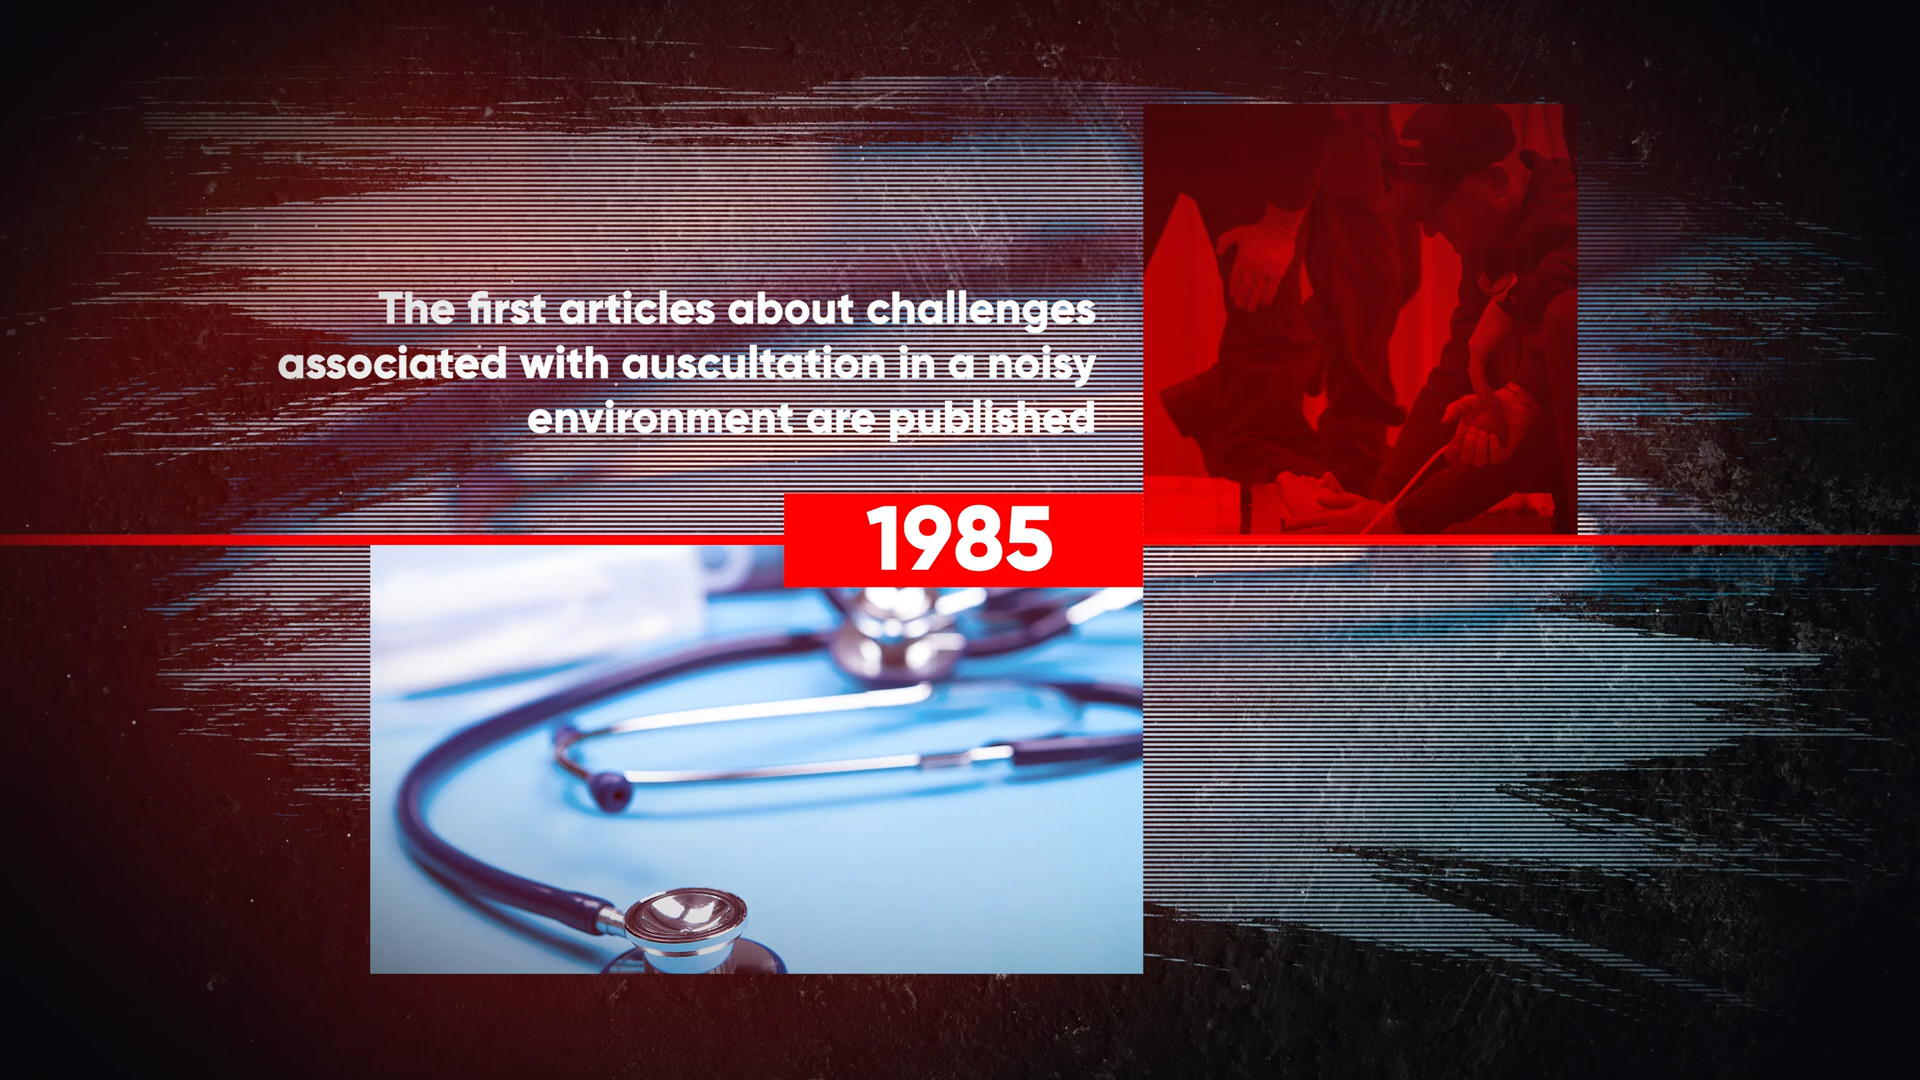 The first articles about challenges
associated with auscultation in a noisy
environment are published
1985